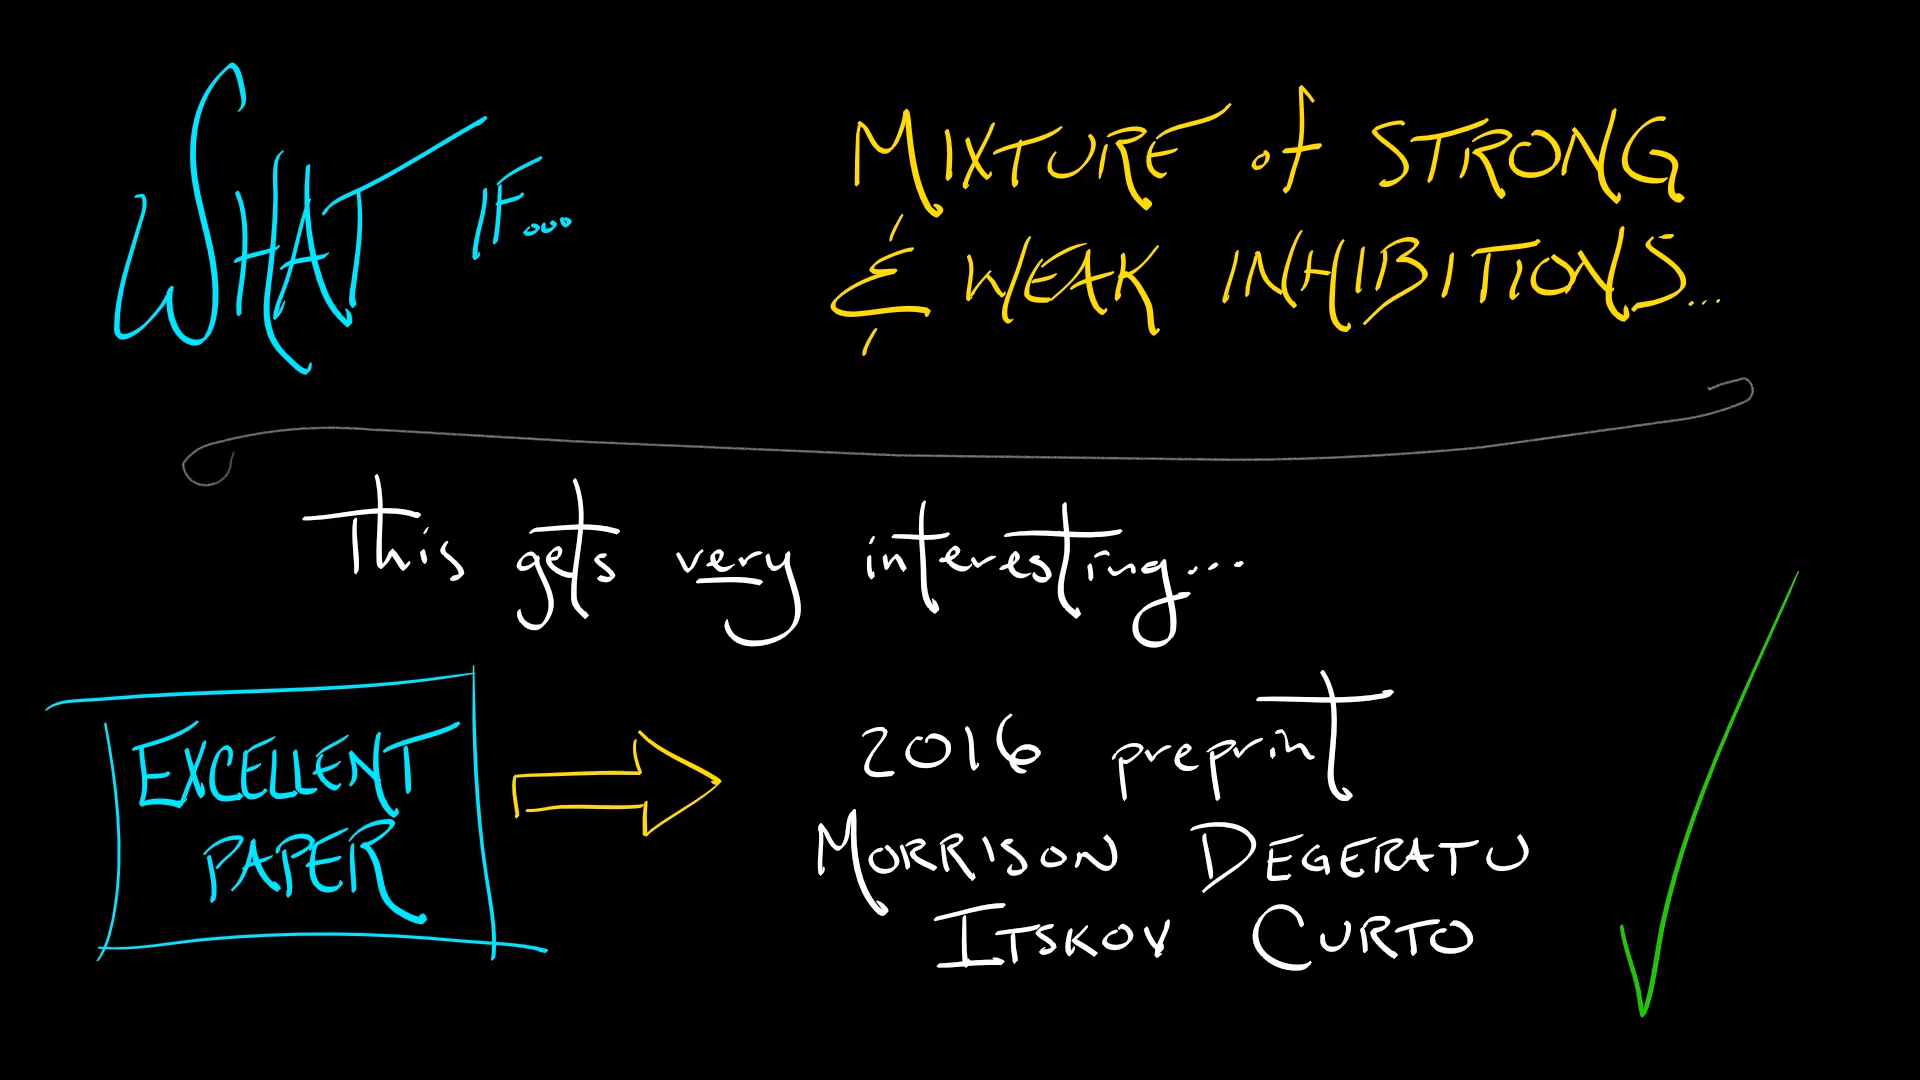 WHAT IF...
MIXTURE of STRONG
& WEAK INHIBITIONS...
This gets very interesting...
EXCELLENT
PAPER
2016 preprint
MORRISON DEGERATU
ITSKOV CURTO